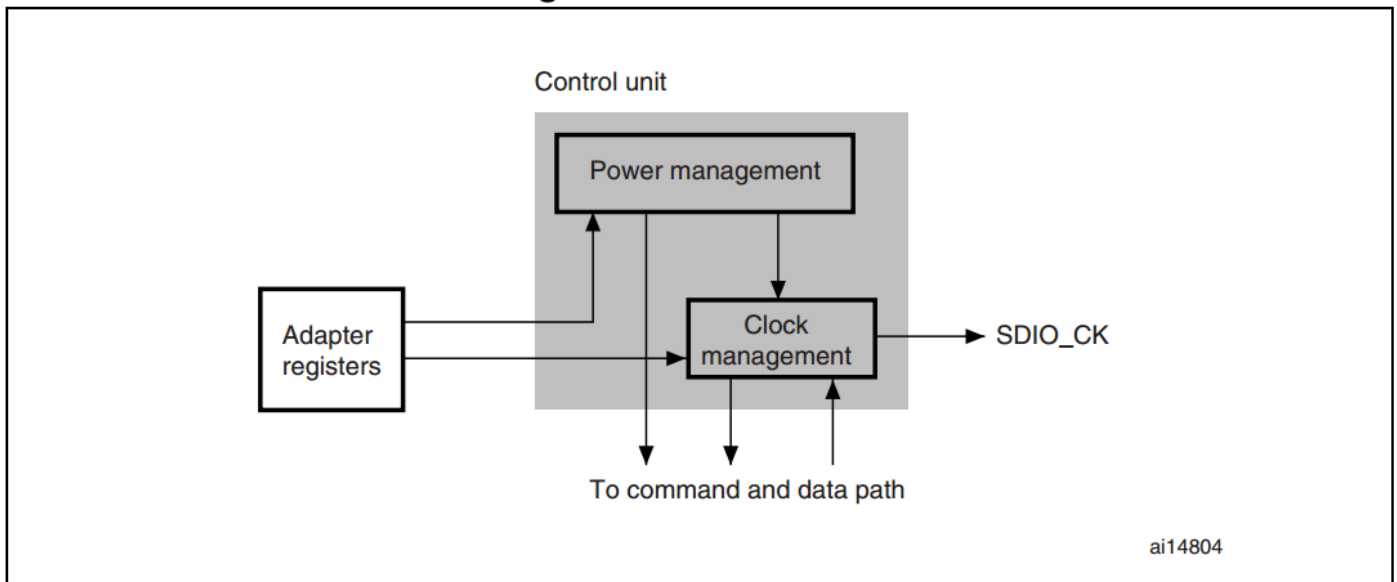 Control unit
Power management
Adapter
registers
Clock
management
SDIO_CK
To command and data path
ai14804